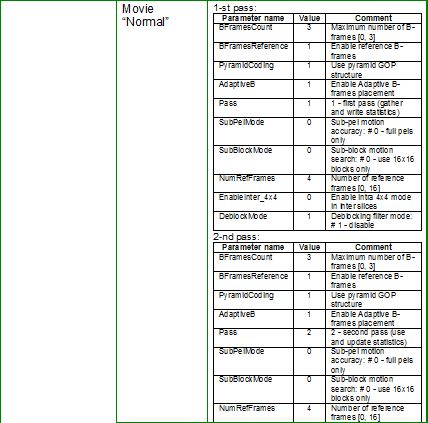 Movie
“Normal”
1-st pass:
Parameter name Value Comment
BFramesCount 3 Maximum number of B-
frames [0, 3]
BFramesReference 1 Enable reference B-
frames
PyramidCoding 1 Use pyramid GOP
structure
AdaptiveB 1 Enable Adaptive B-
frames placement
Pass 1 1 - first pass (gather
and write statistics)
SubPelMode 0 Sub-pel motion
accuracy: # 0 - full pels
only
SubBlockMode 0 Sub-block motion
search: # 0 - use 16x16
blocks only
NumRefFrames 4 Number of reference
frames [0, 16]
EnableInter_4x4 0 Enable intra 4x4 mode
in inter slices
DeblockMode 1 Deblocking filter mode:
# 1 - disable
2-nd pass:
Parameter name Value Comment
BFramesCount 3 Maximum number of B-
frames [0, 3]
BFramesReference 1 Enable reference B-
frames
PyramidCoding 1 Use pyramid GOP
structure
AdaptiveB 1 Enable Adaptive B-
frames placement
Pass 2 2 - second pass (use
and update statistics)
SubPelMode 0 Sub-pel motion
accuracy: # 0 - full pels
only
SubBlockMode 0 Sub-block motion
search: # 0 - use 16x16
blocks only
NumRefFrames 4 Number of reference
frames [0, 16]